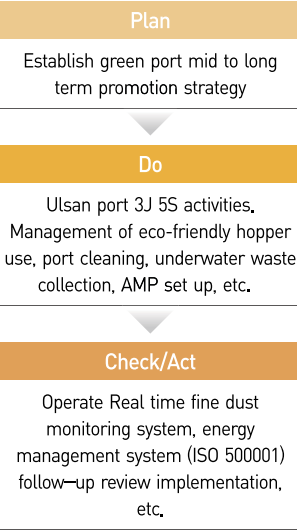 Plan
Establish green port mid to long
term promotion strategy
Do
Ulsan port 3J 5S activities.
Management of eco-friendly hopper
use, port cleaning, underwater waste
collection, AMP set up, etc.
Check/Act
Operate Real time fine dust
monitoring system, energy
management system (ISO 500001)
follow-up review implementation,
etc.